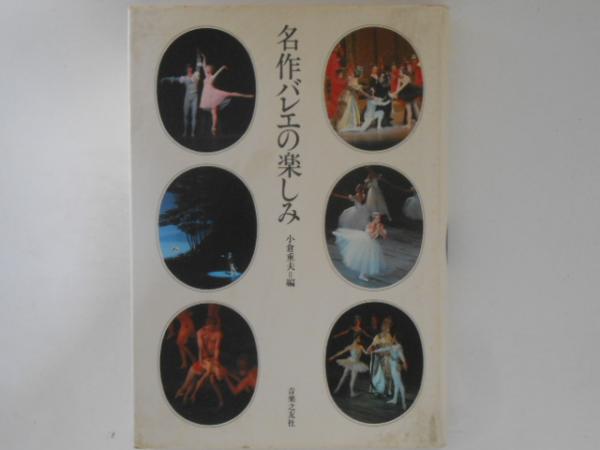 名作バレエの楽しみ
小倉重夫=編
音楽之友社